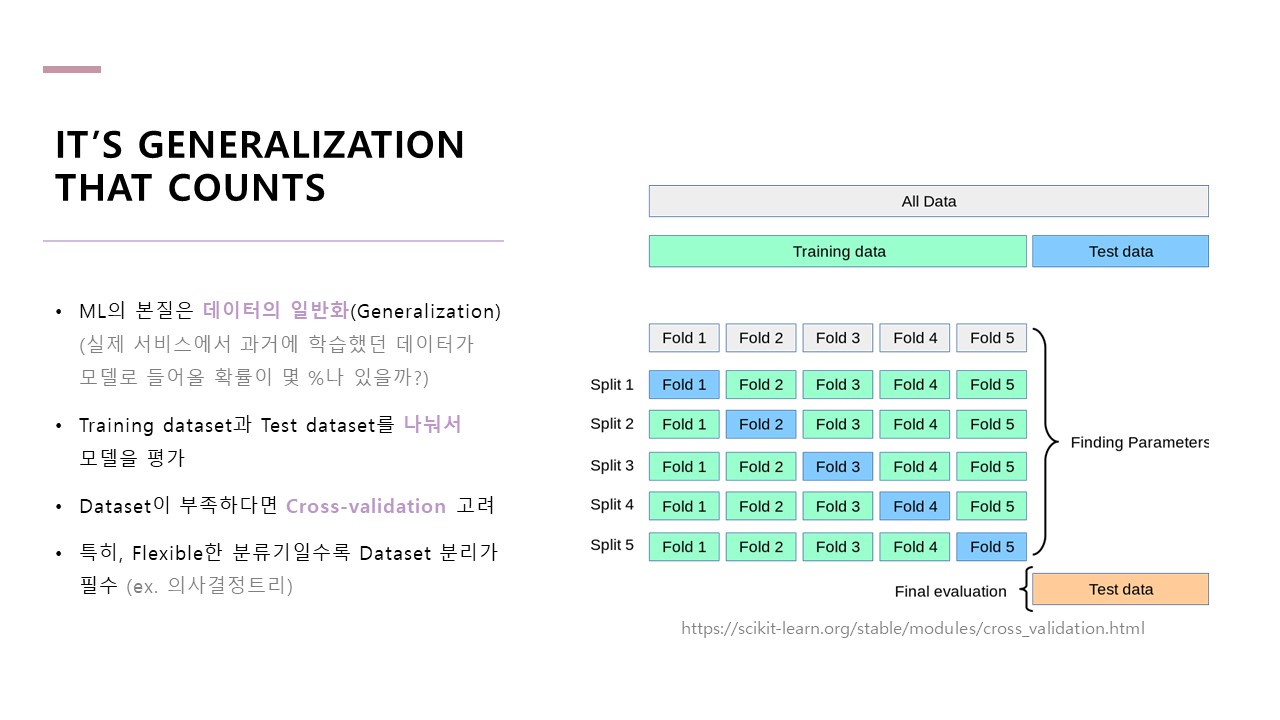 IT’S GENERALIZATION
THAT COUNTS
• ML의 본질은 데이터의 일반화(Generalization)
(실제 서비스에서 과거에 학습했던 데이터가
모델로 들어올 확률이 몇 %나 있을까?)
• Training dataset과 Test dataset를 나눠서
모델을 평가
• Dataset이 부족하다면 Cross-validation 고려
• 특히, Flexible한 분류기일수록 Dataset 분리가
필수 (ex. 의사결정트리)
All Data
Training data Test data
Fold 1 Fold 2 Fold 3 Fold 4 Fold 5
Split 1 Fold 1 Fold 2 Fold 3 Fold 4 Fold 5
Split 2 Fold 1 Fold 2 Fold 3 Fold 4 Fold 5
Split 3 Fold 1 Fold 2 Fold 3 Fold 4 Fold 5
Split 4 Fold 1 Fold 2 Fold 3 Fold 4 Fold 5
Split 5 Fold 1 Fold 2 Fold 3 Fold 4 Fold 5
Finding Parameters
Final evaluation Test data
https://scikit-learn.org/stable/modules/cross_validation.html